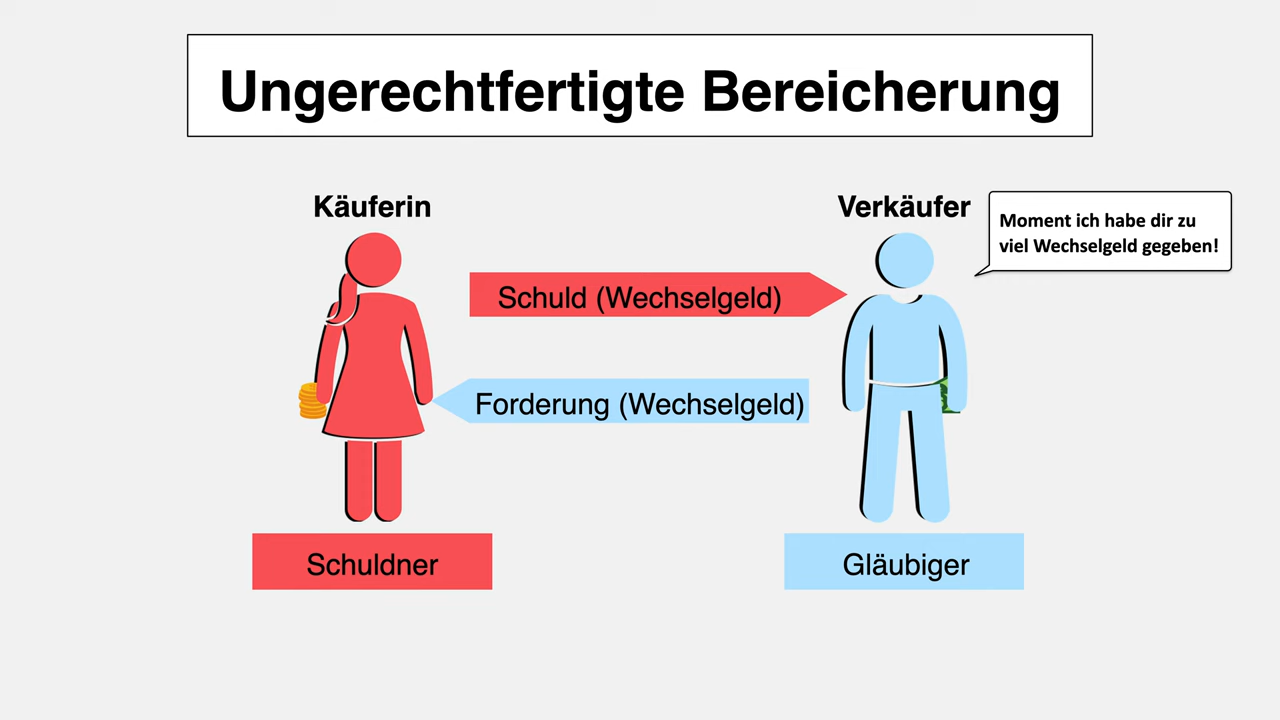 Ungerechtfertigte Bereicherung
Käuferin
Verkäufer
Moment ich habe dir zu
viel Wechselgeld gegeben!
Schuld (Wechselgeld)
Forderung (Wechselgeld)
Schuldner
Gläubiger